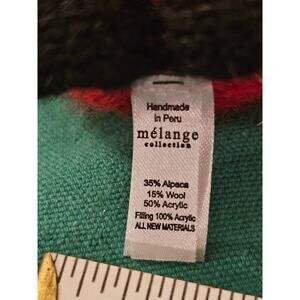 Handmade
in Peru
mélange
collection
35% Alpaca
15% Wool
50% Acrylic
Filling 100% Acrylic
ALL NEW MATERIALS